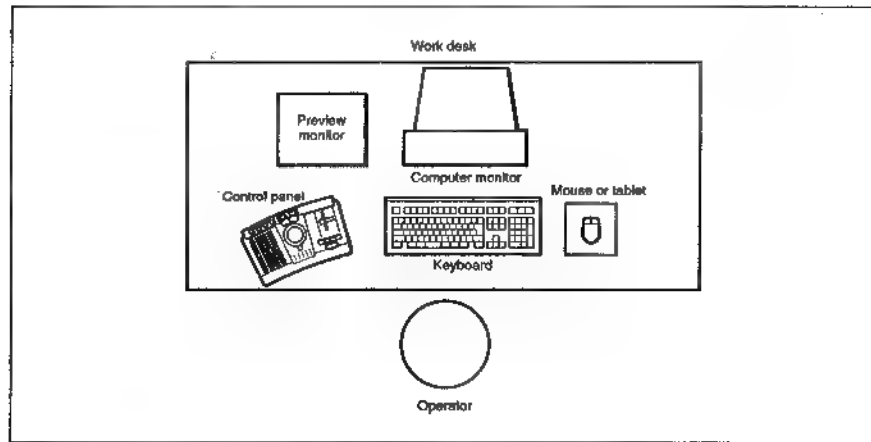 Work desk
Preview
monitor
Computer monitor
Control panel
Mouse or tablet
Keyboard
Operator